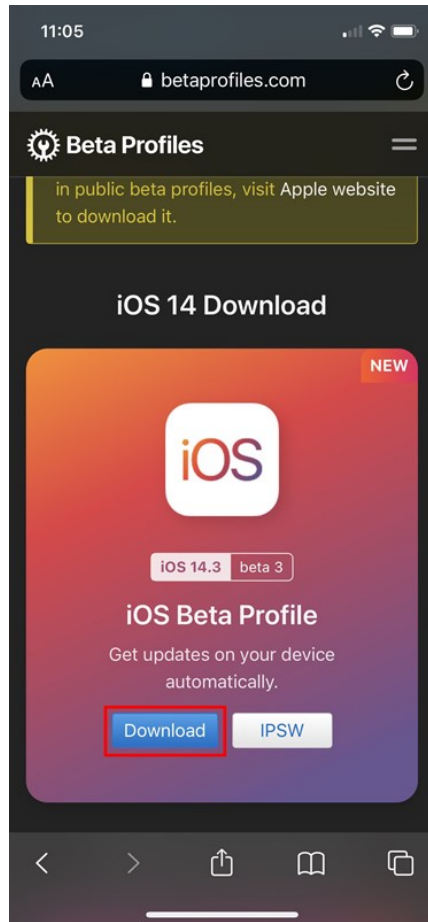 11:05
AA
betaprofiles.com
Beta Profiles
in public beta profiles, visit Apple website
to download it.
iOS 14 Download
NEW
iOS
iOS 14.3 beta 3
iOS Beta Profile
Get updates on your device
automatically.
Download IPSW